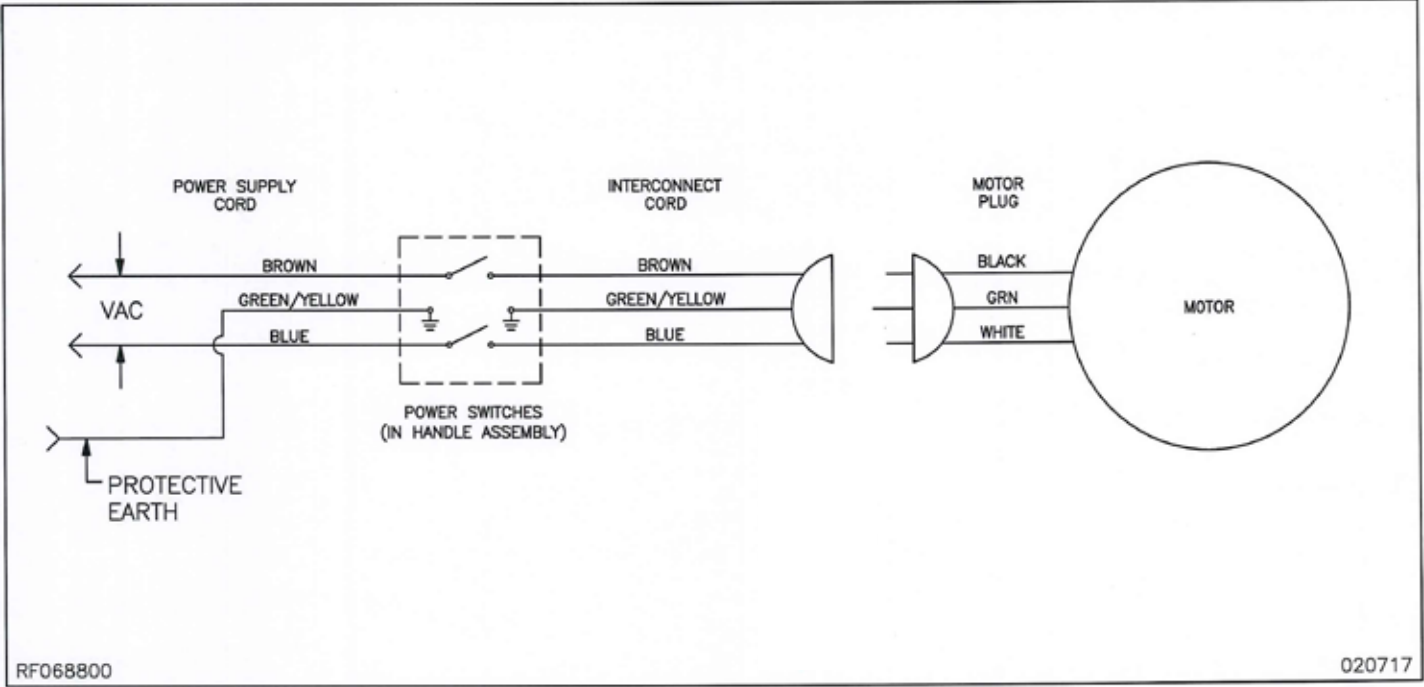 POWER SUPPLY
CORD
INTERCONNECT
CORD
MOTOR
PLUG
BROWN
BROWN
BLACK
VAC
GREEN/YELLOW
GREEN/YELLOW
GRN
MOTOR
BLUE
BLUE
WHITE
POWER SWITCHES
(IN HANDLE ASSEMBLY)
PROTECTIVE
EARTH
RF068800
020717